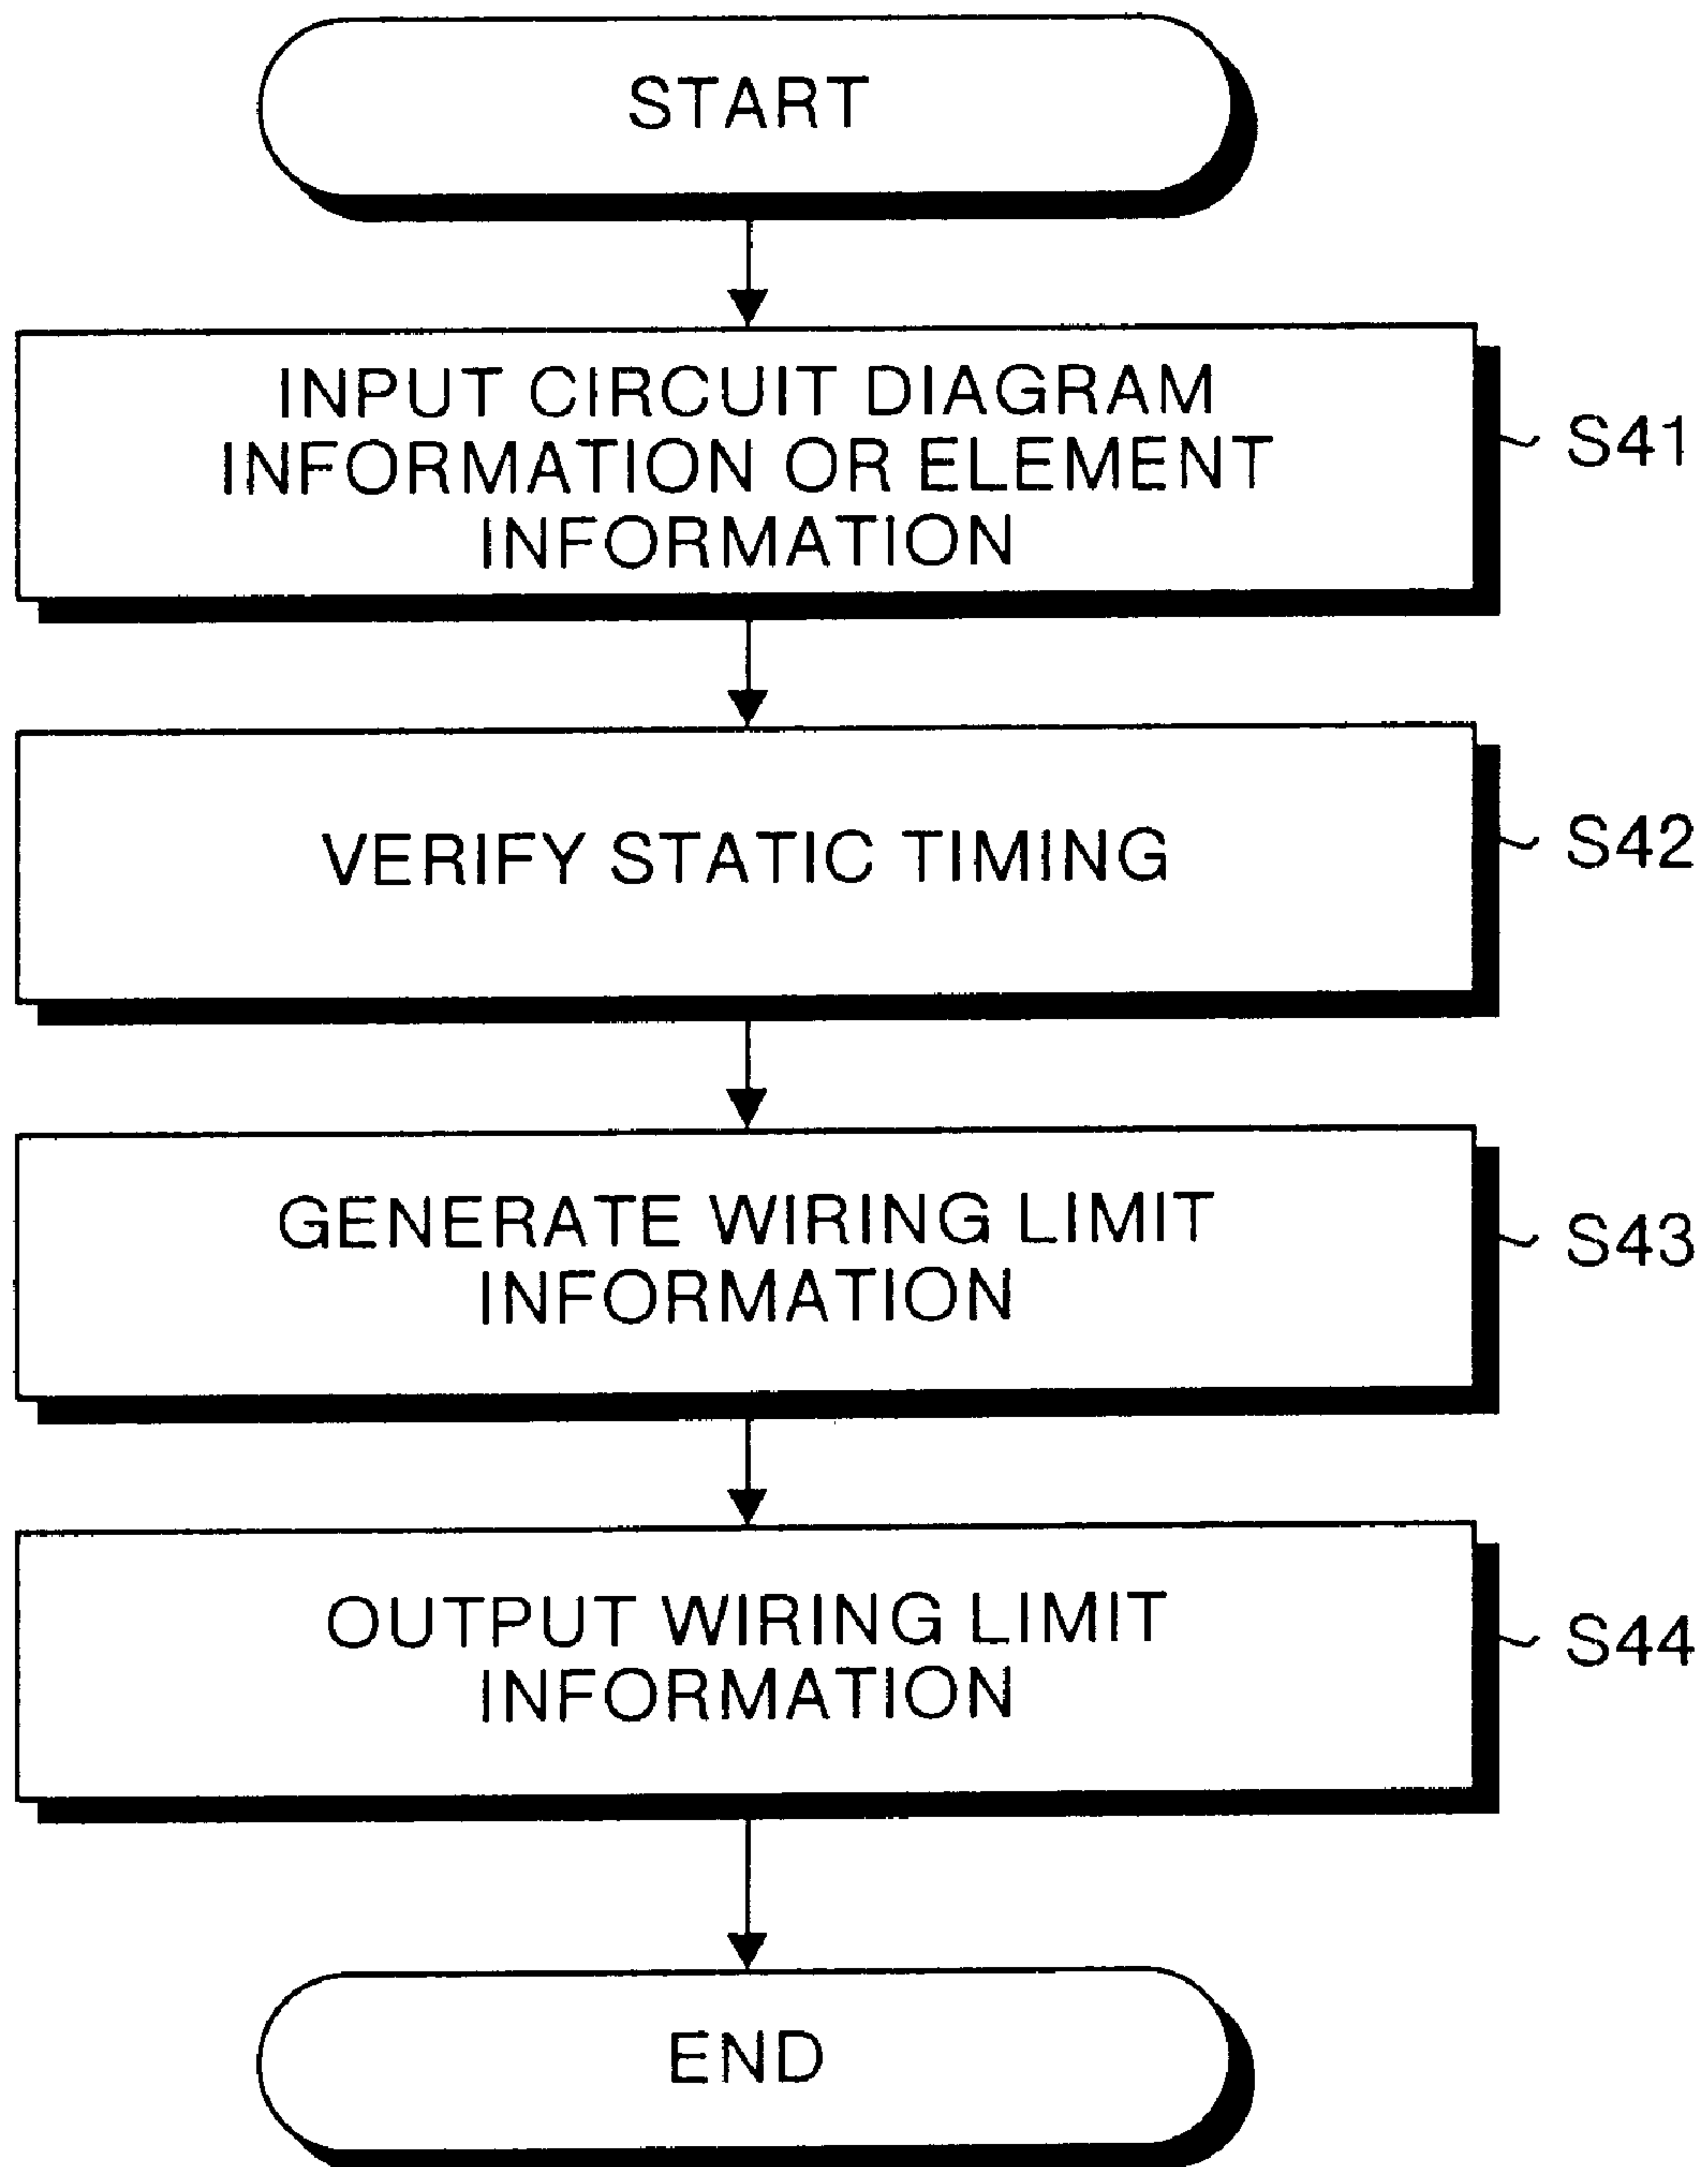 START
INPUT CIRCUIT DIAGRAM
INFORMATION OR ELEMENT
INFORMATION
S41
VERIFY STATIC TIMING
S42
GENERATE WIRING LIMIT
INFORMATION
S43
OUTPUT WIRING LIMIT
INFORMATION
S44
END